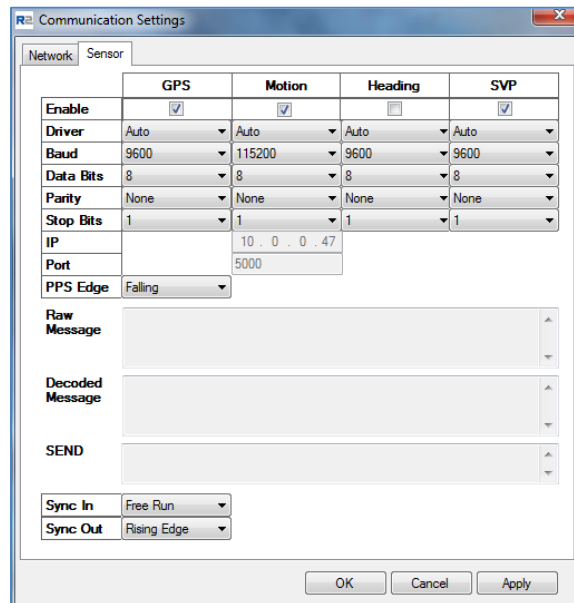 R2 Communication Settings
Network Sensor
GPS Motion Heading SVP
Enable
Driver Auto Auto Auto Auto
Baud 9600 115200 9600 9600
Data Bits 8 8 8 8
Parity None None None None
Stop Bits 1 1 1 1
IP 10 . 0 . 0 . 47
Port 5000
PPS Edge Falling
Raw
Message
Decoded
Message
SEND
Sync In Free Run
Sync Out Rising Edge
OK Cancel Apply